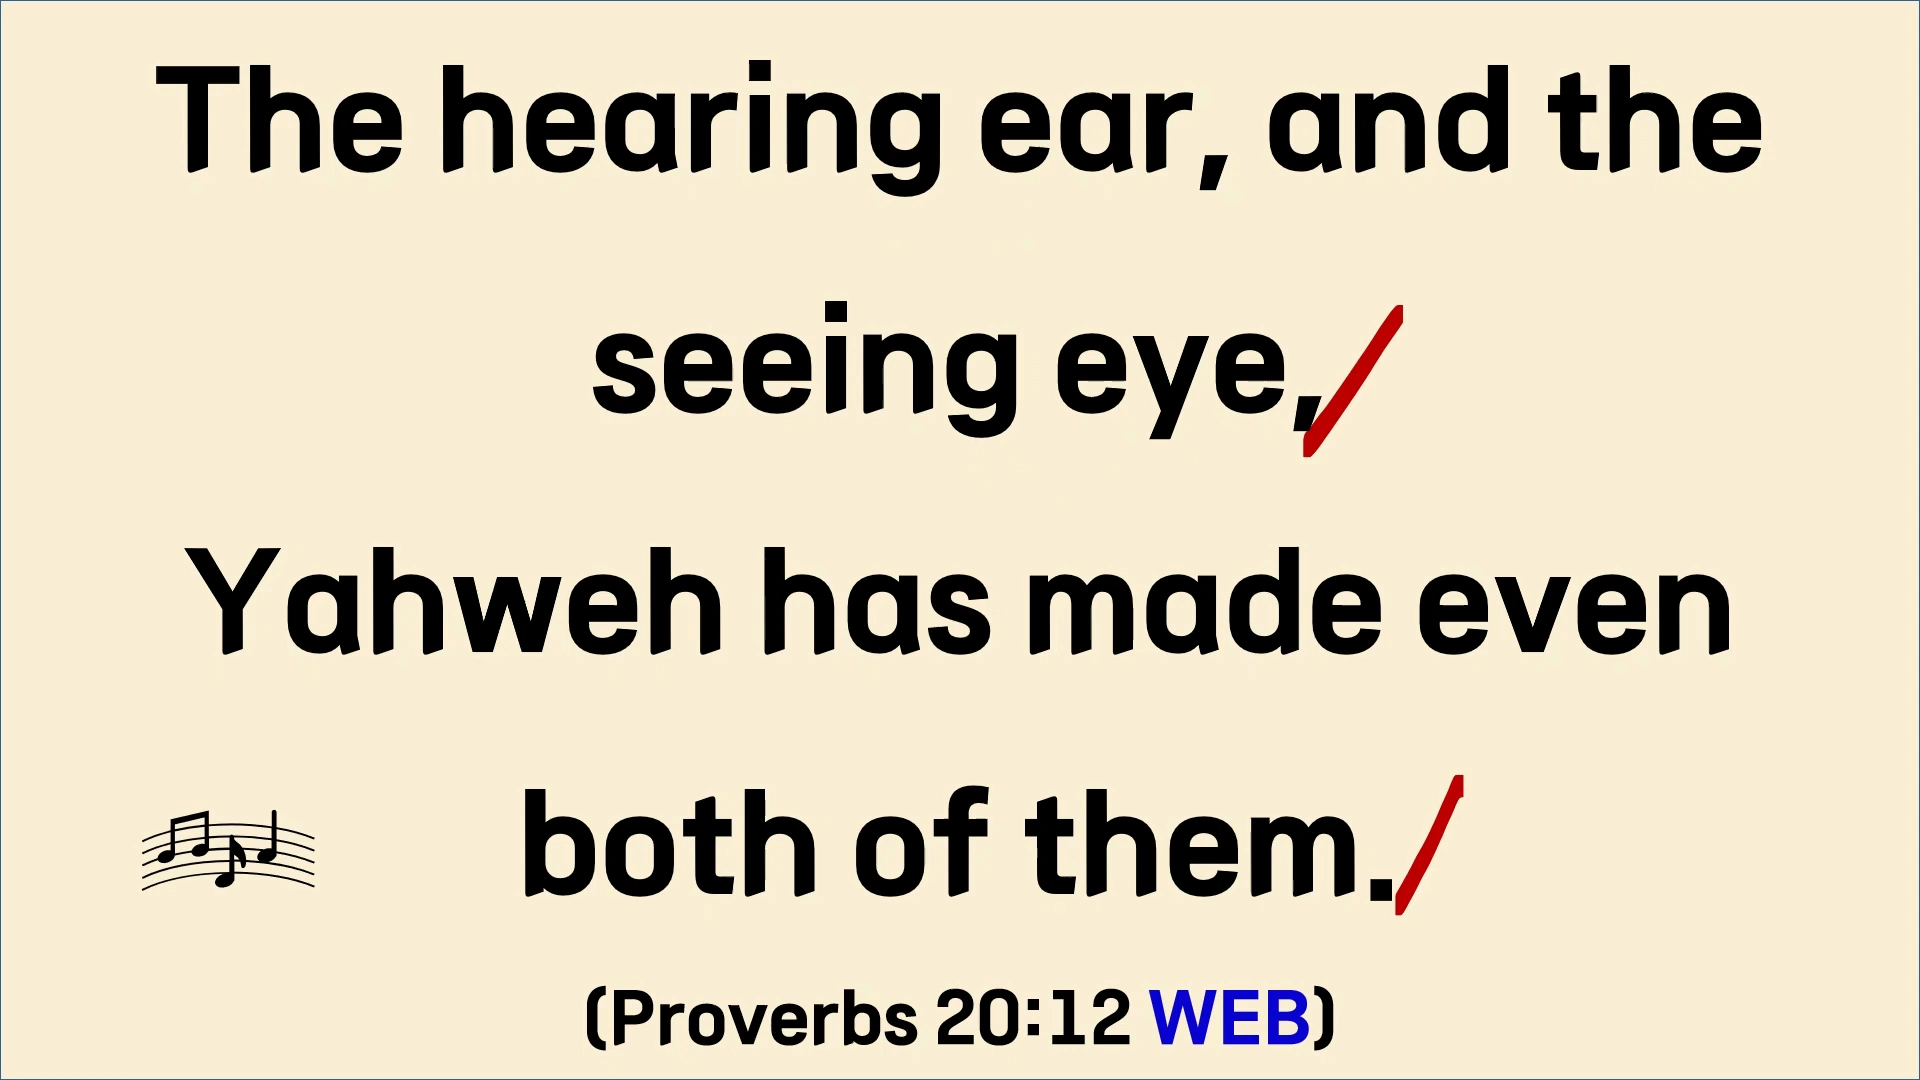 The hearing ear, and the
seeing eye,/
Yahweh has made even
both of them./
(Proverbs 20:12 WEB)